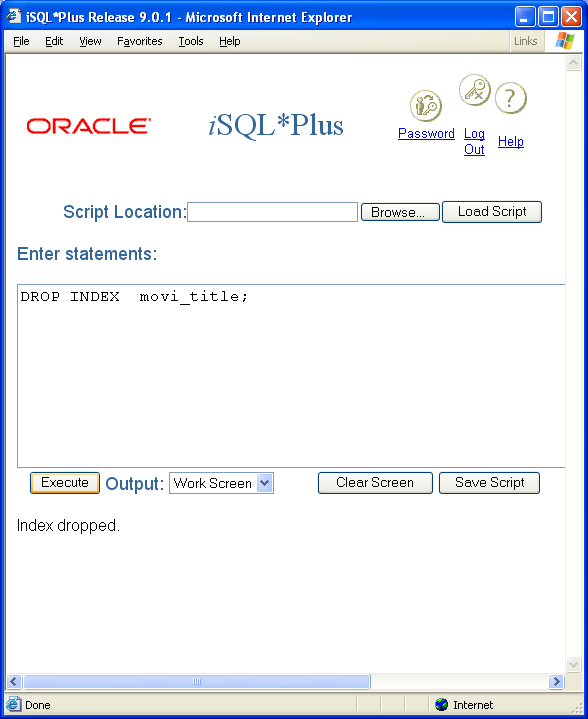 iSQL*Plus Release 9.0.1 - Microsoft Internet Explorer
File Edit View Favorites Tools Help Links
ORACLE
iSQL*Plus
Password Log Out Help
Script Location: Browse... Load Script
Enter statements:
DROP INDEX  movi_title;
Execute Output: Work Screen Clear Screen Save Script
Index dropped.
Done Internet